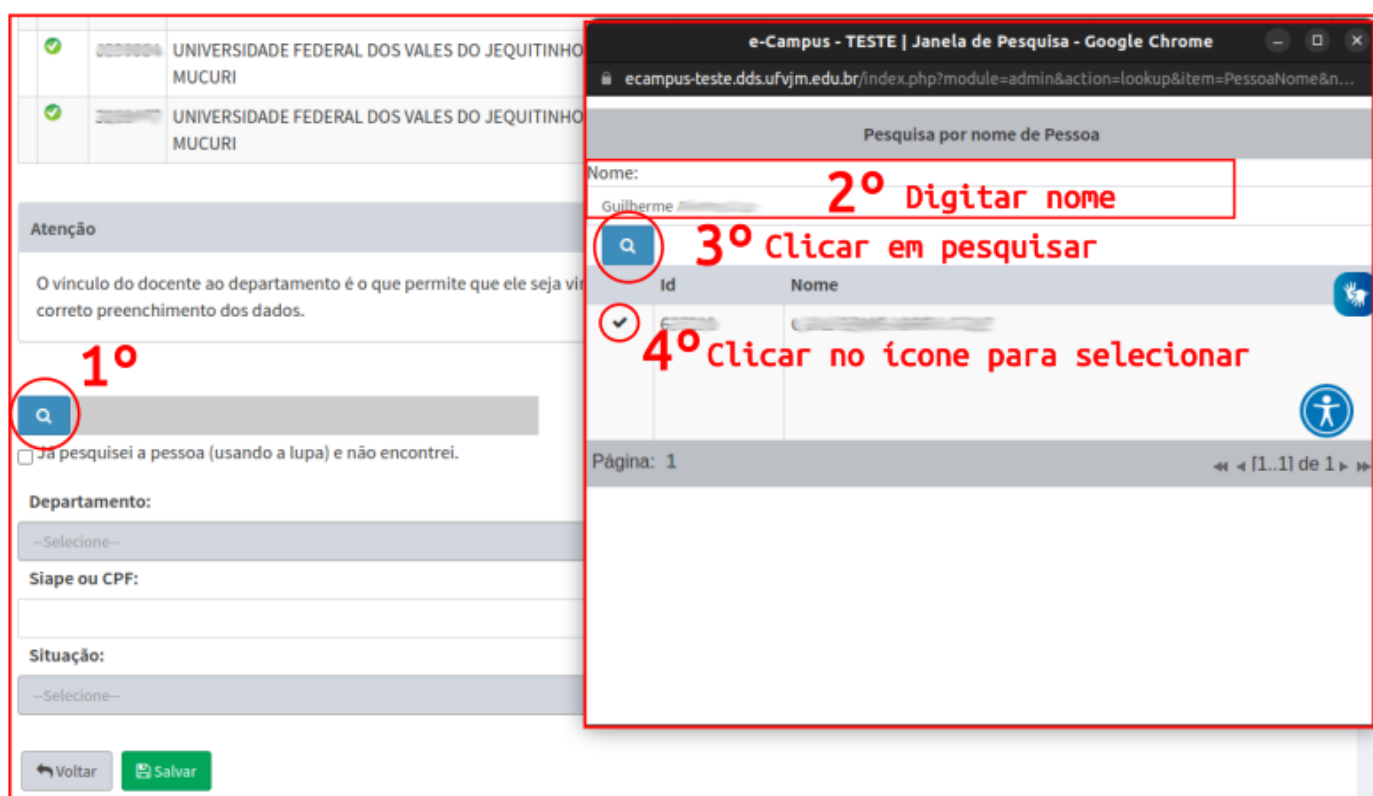 UNIVERSIDADE FEDERAL DOS VALES DO JEQUITINHO
MUCURI
UNIVERSIDADE FEDERAL DOS VALES DO JEQUITINHO
MUCURI
Atenção
O vínculo do docente ao departamento é o que permite que ele seja vi
correto preenchimento dos dados.
1º
Já pesquisei a pessoa (usando a lupa) e não encontrei.
Departamento:
--Selecione--
Siape ou CPF:
Situação:
--Selecione--
Voltar
Salvar
e-Campus - TESTE | Janela de Pesquisa - Google Chrome
ecampus-teste.dds.ufvjm.edu.br/index.php?module=admin&action=lookup&item=PessoaNome&n...
Pesquisa por nome de Pessoa
Nome:
2º Digitar nome
Guilherme
3º Clicar em pesquisar
Id Nome
4º Clicar no ícone para selecionar
Página: 1
[1..1] de 1